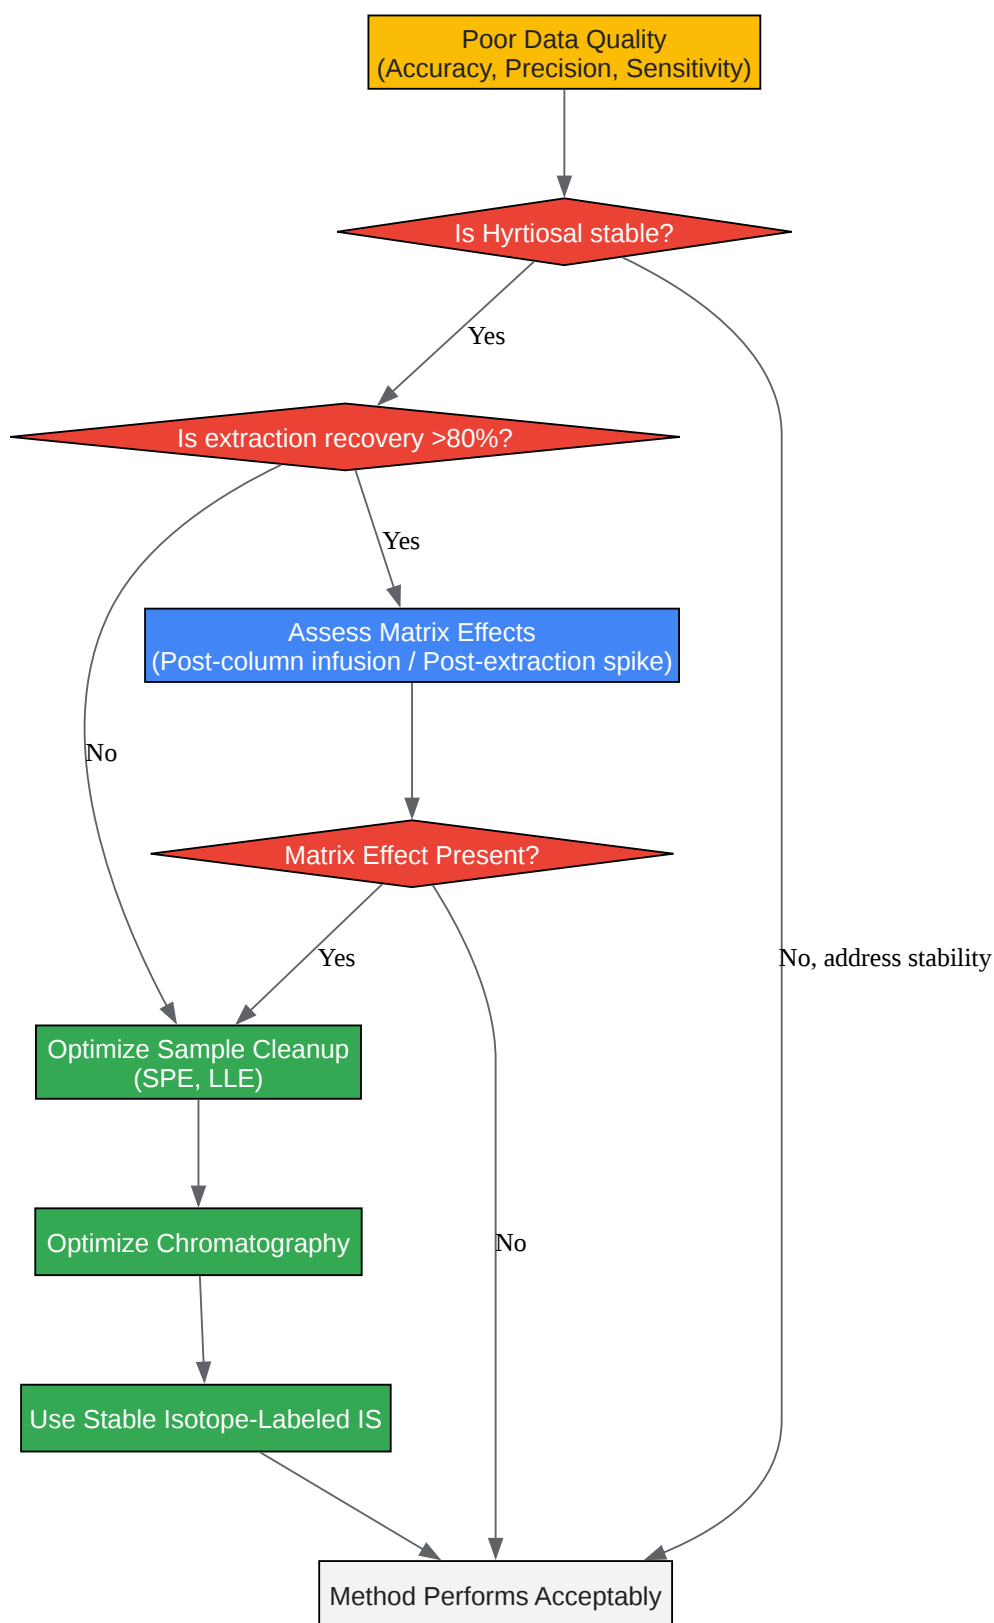 Poor Data Quality
(Accuracy, Precision, Sensitivity)
Is Hyrtiosal stable?
Yes
Is extraction recovery >80%?
Yes
Assess Matrix Effects
(Post-column infusion / Post-extraction spike)
No
Matrix Effect Present?
Yes
No, address stability
Optimize Sample Cleanup
(SPE, LLE)
Optimize Chromatography
No
Use Stable Isotope-Labeled IS
Method Performs Acceptably